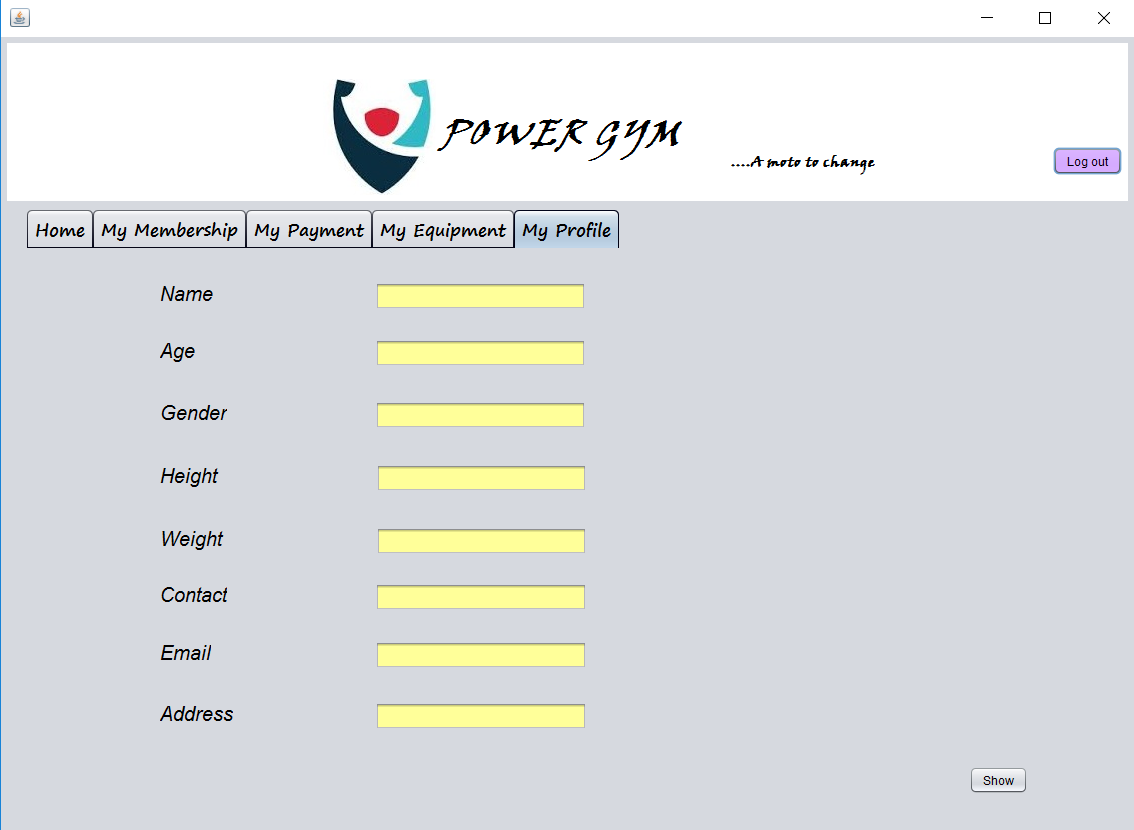 POWER GYM
....A moto to change
Log out
Home My Membership My Payment My Equipment My Profile
Name
Age
Gender
Height
Weight
Contact
Email
Address
Show